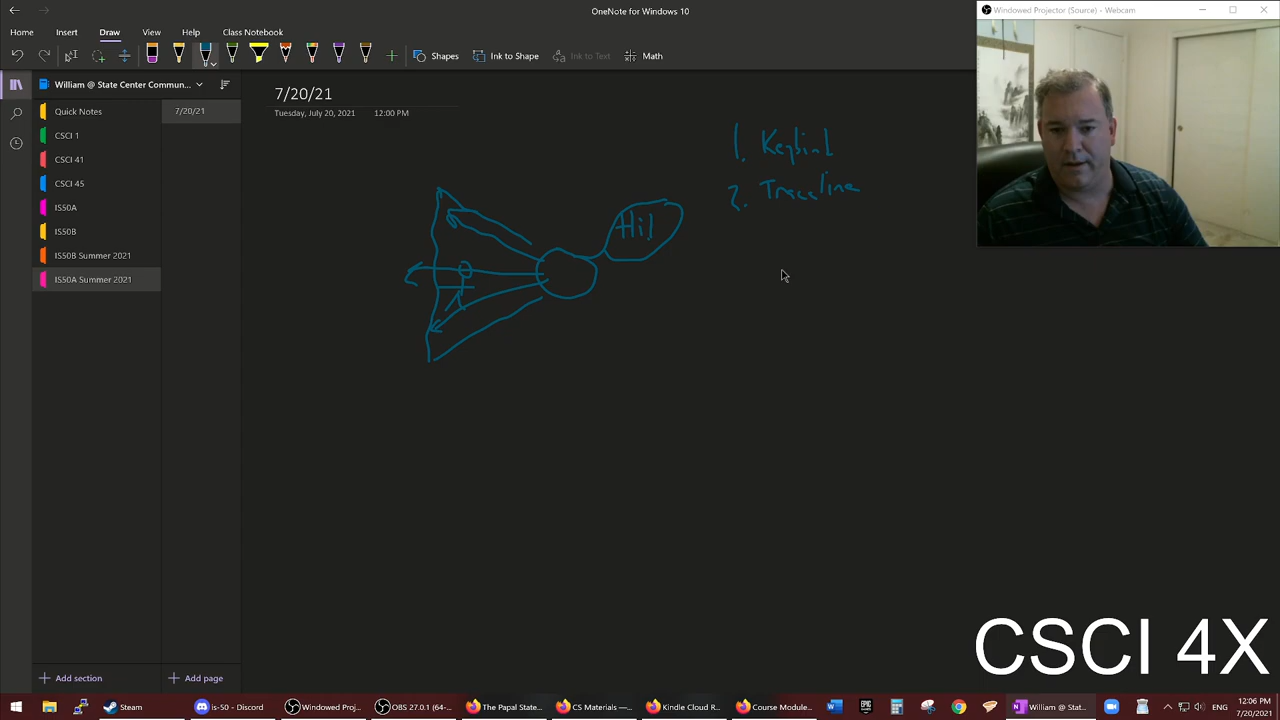 OneNote for Windows 10
Windowed Projector (Source) - Webcam
Home Insert Draw View Help Class Notebook
Shapes Ink to Shape Ink to Text Math
William @ State Center Commun...
Quick Notes
CSCI 1
CSCI 41
CSCI 45
IS50A
IS50B
IS50B Summer 2021
IS50A Summer 2021
7/20/21
7/20/21
Tuesday, July 20, 2021 12:00 PM
1. Keybind
2. Traceline
Hi!
Add section
Add page
CSCI 4X
Steam
is-50 - Discord
Windowed Proj...
OBS 27.0.1 (64-...
The Papal State...
CS Materials —...
Kindle Cloud R...
Course Module...
William @ Stat...
ENG
12:06 PM
7/20/2021